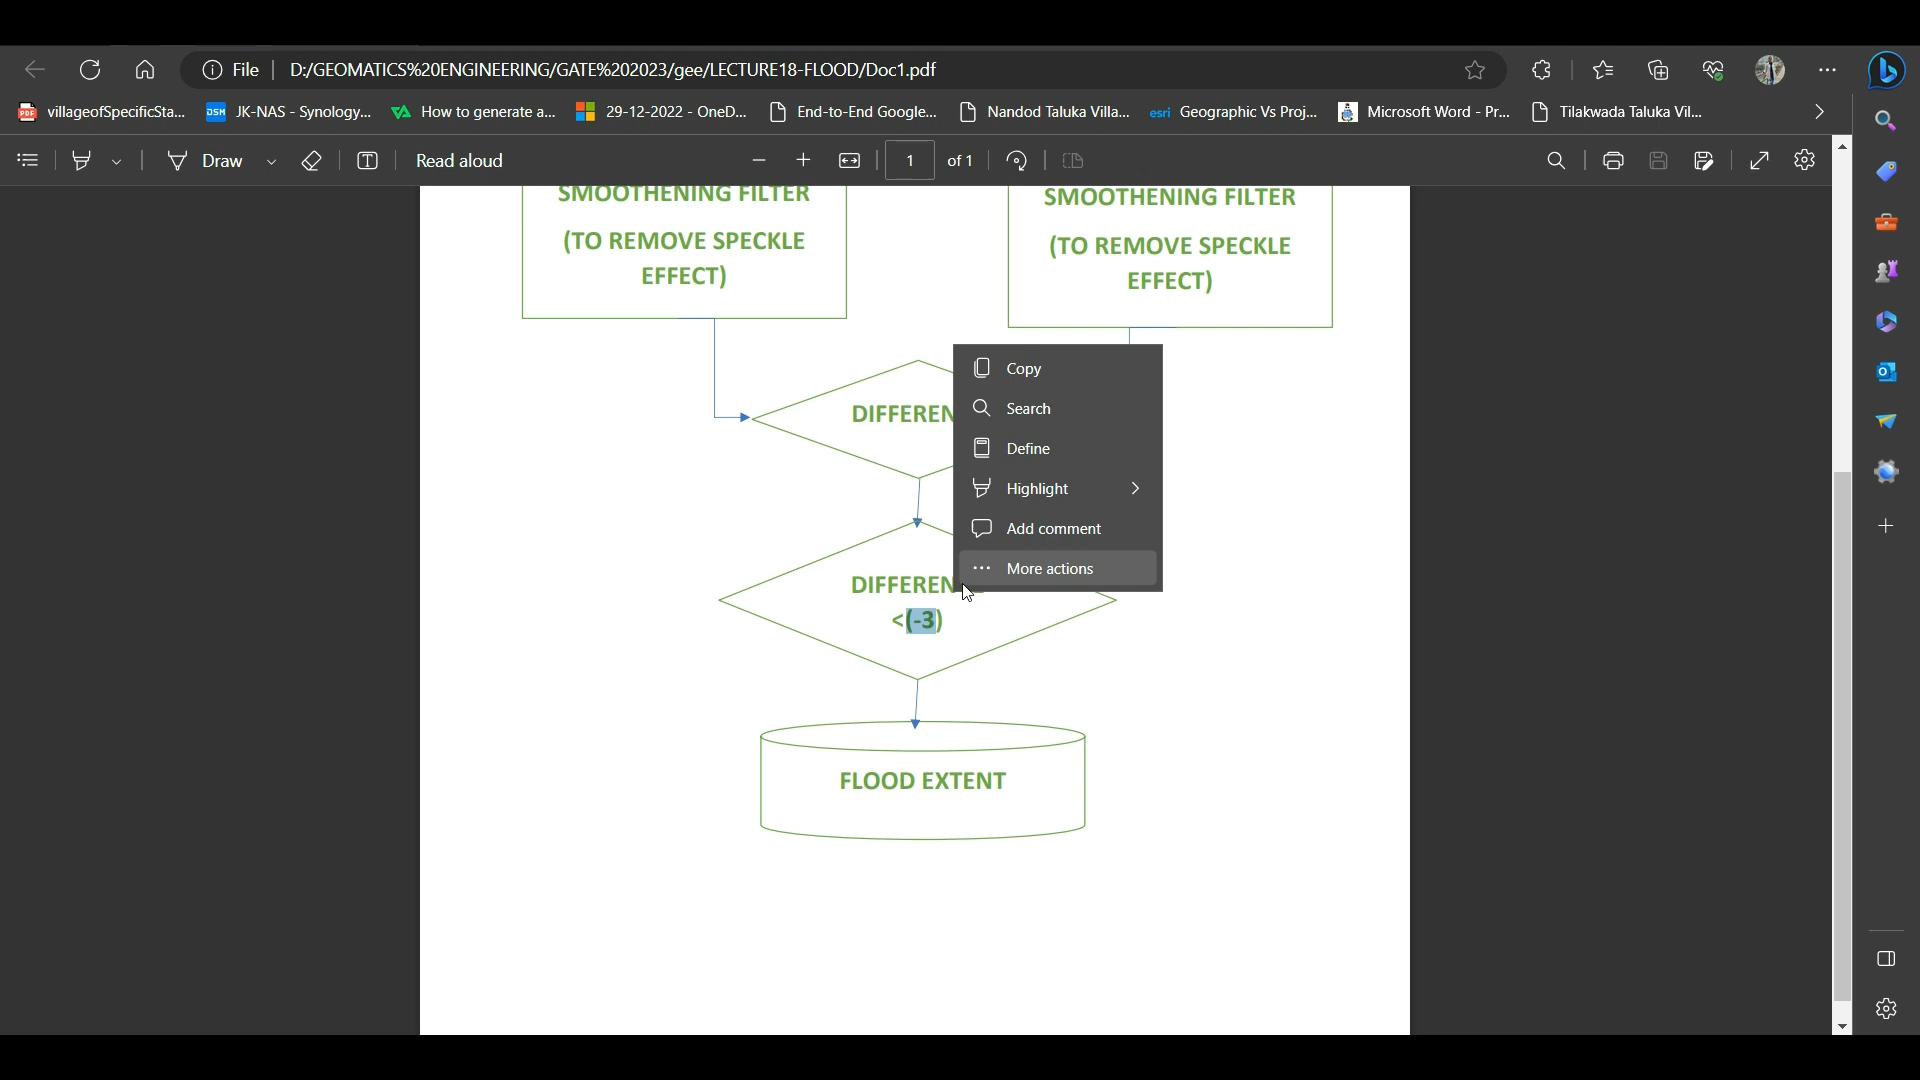 File D:/GEOMATICS%20ENGINEERING/GATE%202023/gee/LECTURE18-FLOOD/Doc1.pdf
villageofSpecificSta... JK-NAS - Synology... How to generate a... 29-12-2022 - OneD... End-to-End Google... Nandod Taluka Villa... esri Geographic Vs Proj... Microsoft Word - Pr... Tilakwada Taluka Vil...
Draw Read aloud 1 of 1
SMOOTHENING FILTER
(TO REMOVE SPECKLE
EFFECT)
SMOOTHENING FILTER
(TO REMOVE SPECKLE
EFFECT)
DIFFEREN
Copy
Search
Define
Highlight
Add comment
More actions
DIFFEREN
<(-3)
FLOOD EXTENT